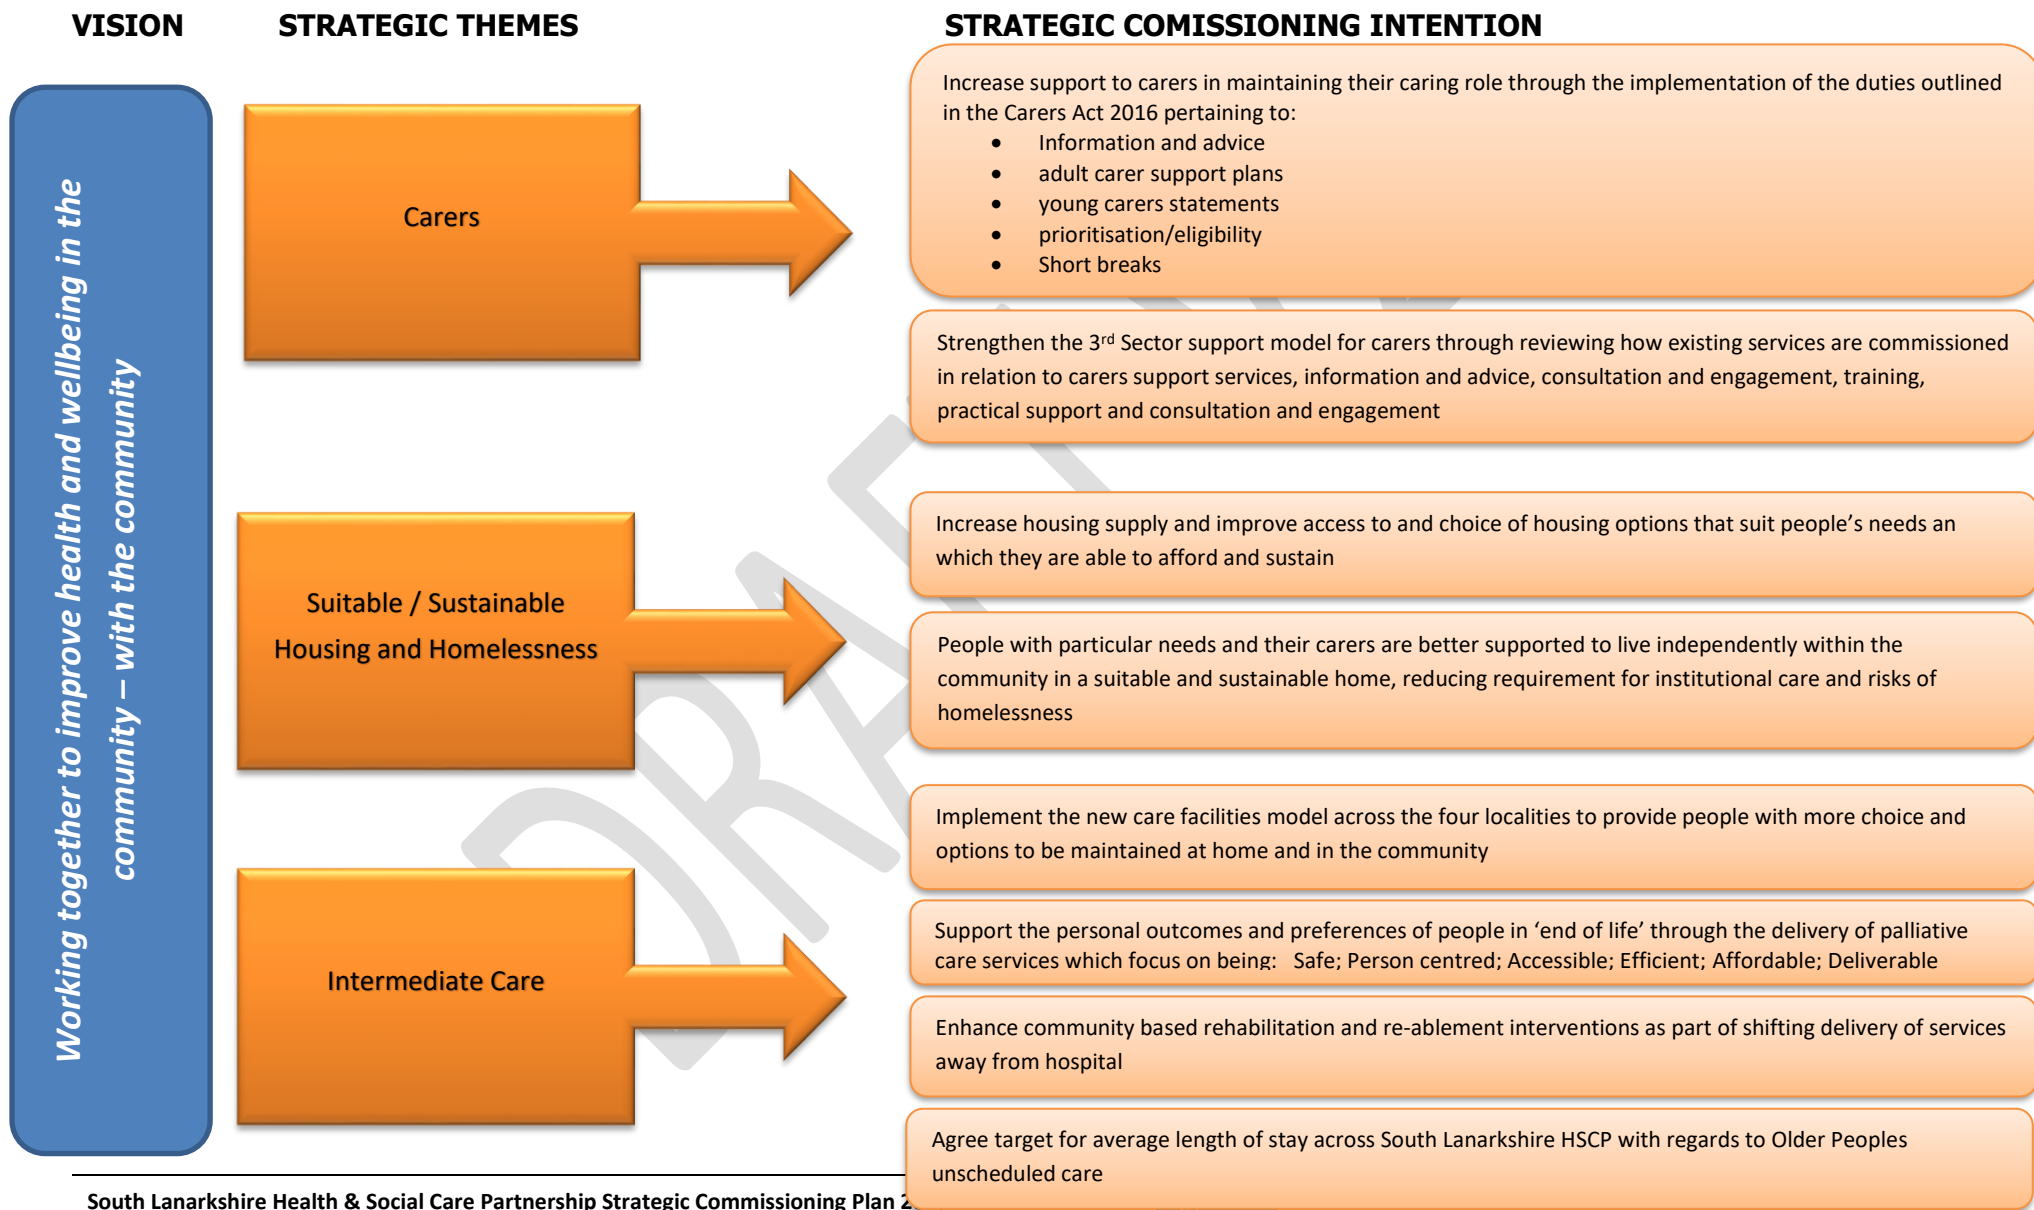 VISION
STRATEGIC THEMES
STRATEGIC COMISSIONING INTENTION
Working together to improve health and wellbeing in the
community – with the community
Carers
Increase support to carers in maintaining their caring role through the implementation of the duties outlined
in the Carers Act 2016 pertaining to:
• Information and advice
• adult carer support plans
• young carers statements
• prioritisation/eligibility
• Short breaks
Strengthen the 3rd Sector support model for carers through reviewing how existing services are commissioned
in relation to carers support services, information and advice, consultation and engagement, training,
practical support and consultation and engagement
Suitable / Sustainable
Housing and Homelessness
Increase housing supply and improve access to and choice of housing options that suit people’s needs an
which they are able to afford and sustain
People with particular needs and their carers are better supported to live independently within the
community in a suitable and sustainable home, reducing requirement for institutional care and risks of
homelessness
Intermediate Care
Implement the new care facilities model across the four localities to provide people with more choice and
options to be maintained at home and in the community
Support the personal outcomes and preferences of people in ‘end of life’ through the delivery of palliative
care services which focus on being: Safe; Person centred; Accessible; Efficient; Affordable; Deliverable
Enhance community based rehabilitation and re-ablement interventions as part of shifting delivery of services
away from hospital
Agree target for average length of stay across South Lanarkshire HSCP with regards to Older Peoples
unscheduled care
South Lanarkshire Health & Social Care Partnership Strategic Commissioning Plan 2
DRAFT